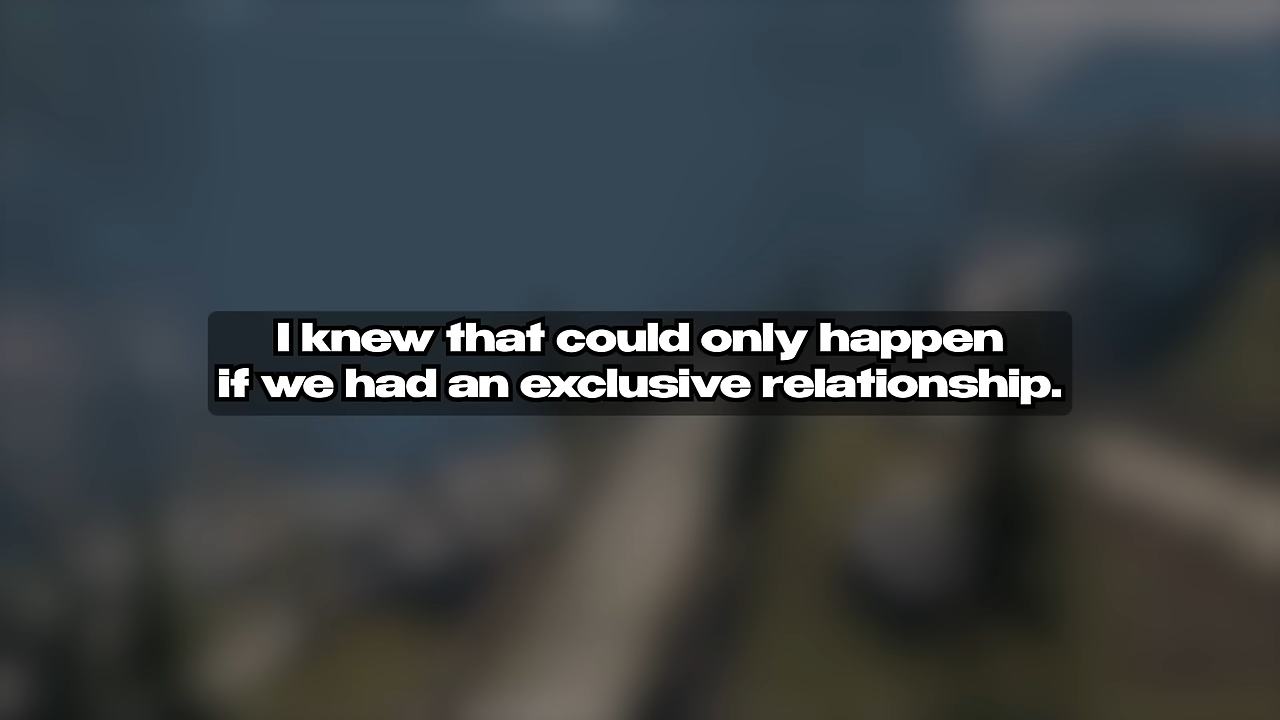 I knew that could only happen
if we had an exclusive relationship.